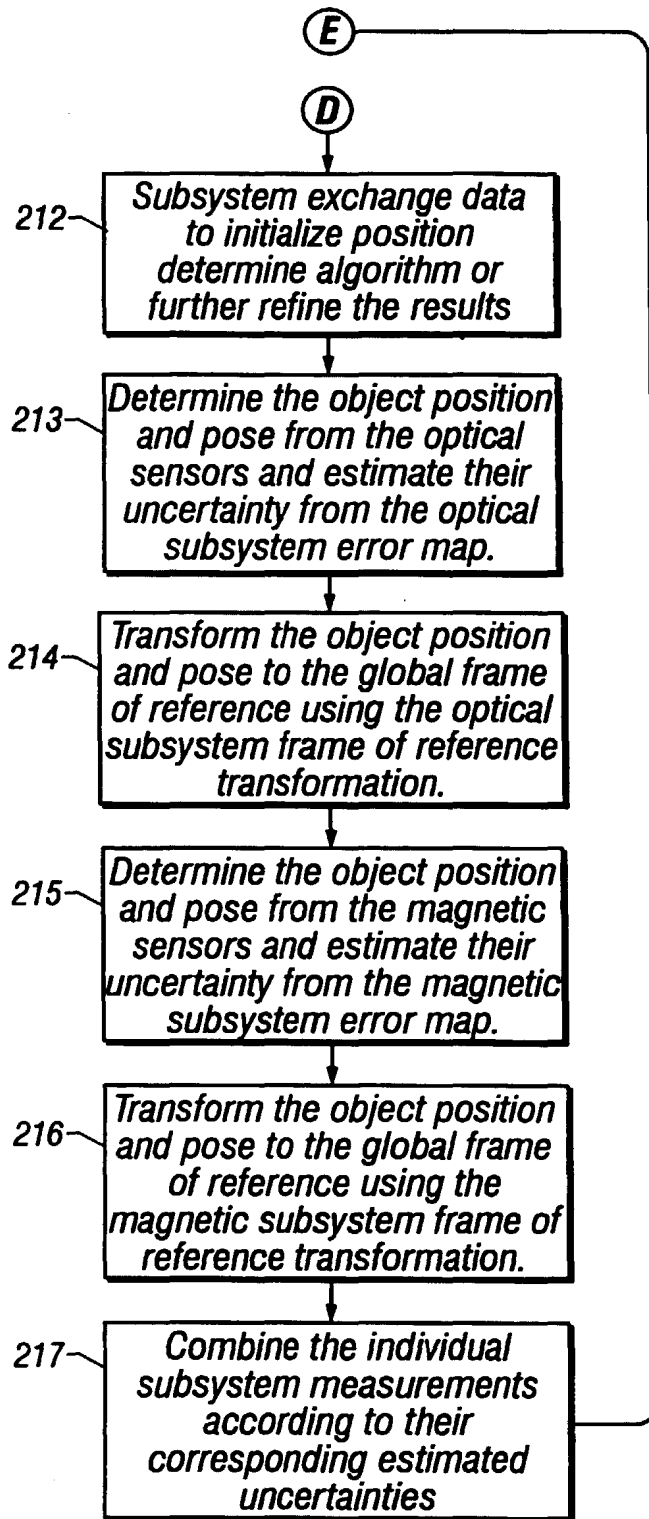 E
D
212
Subsystem exchange data
to initialize position
determine algorithm or
further refine the results
213
Determine the object position
and pose from the optical
sensors and estimate their
uncertainty from the optical
subsystem error map.
214
Transform the object position
and pose to the global frame
of reference using the optical
subsystem frame of reference
transformation.
215
Determine the object position
and pose from the magnetic
sensors and estimate their
uncertainty from the magnetic
subsystem error map.
216
Transform the object position
and pose to the global frame
of reference using the
magnetic subsystem frame of
reference transformation.
217
Combine the individual
subsystem measurements
according to their
corresponding estimated
uncertainties